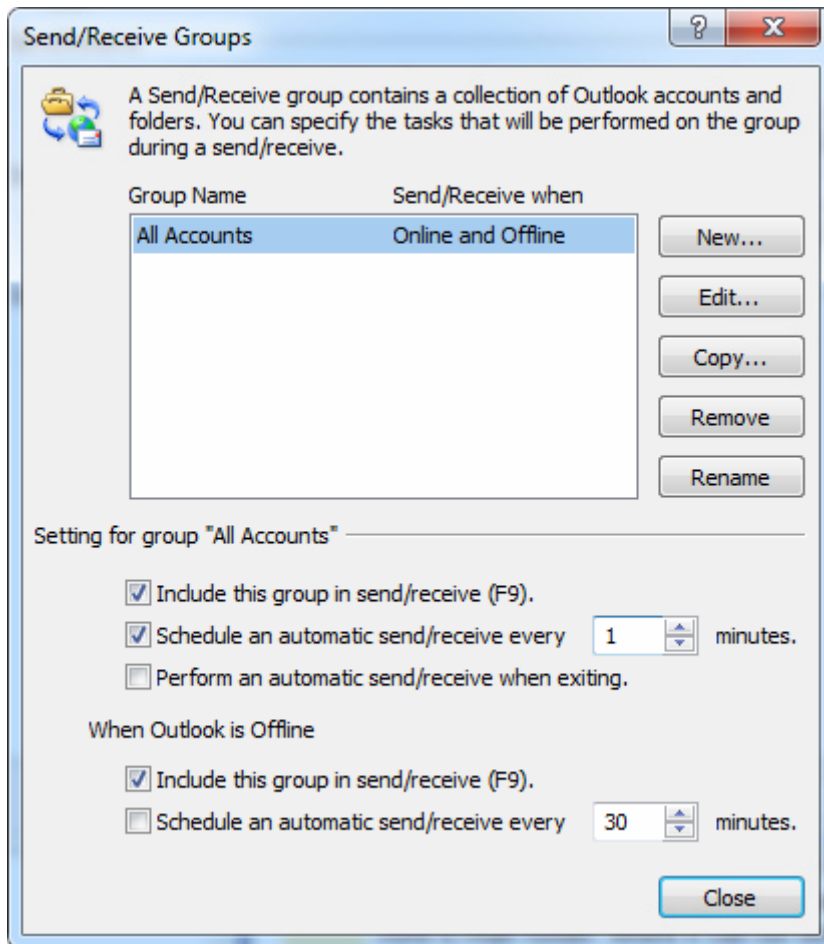 Send/Receive Groups
A Send/Receive group contains a collection of Outlook accounts and
folders. You can specify the tasks that will be performed on the group
during a send/receive.
Group Name Send/Receive when
All Accounts Online and Offline
New...
Edit...
Copy...
Remove
Rename
Setting for group "All Accounts"
Include this group in send/receive (F9).
Schedule an automatic send/receive every 1 minutes.
Perform an automatic send/receive when exiting.
When Outlook is Offline
Include this group in send/receive (F9).
Schedule an automatic send/receive every 30 minutes.
Close